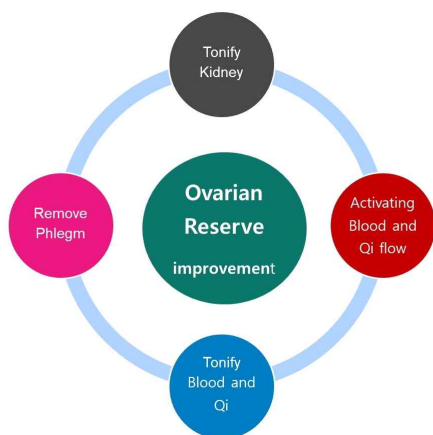 Tonify
Kidney
Ovarian
Reserve
improvement
Activating
Blood and
Qi flow
Remove
Phlegm
Tonify
Blood and
Qi